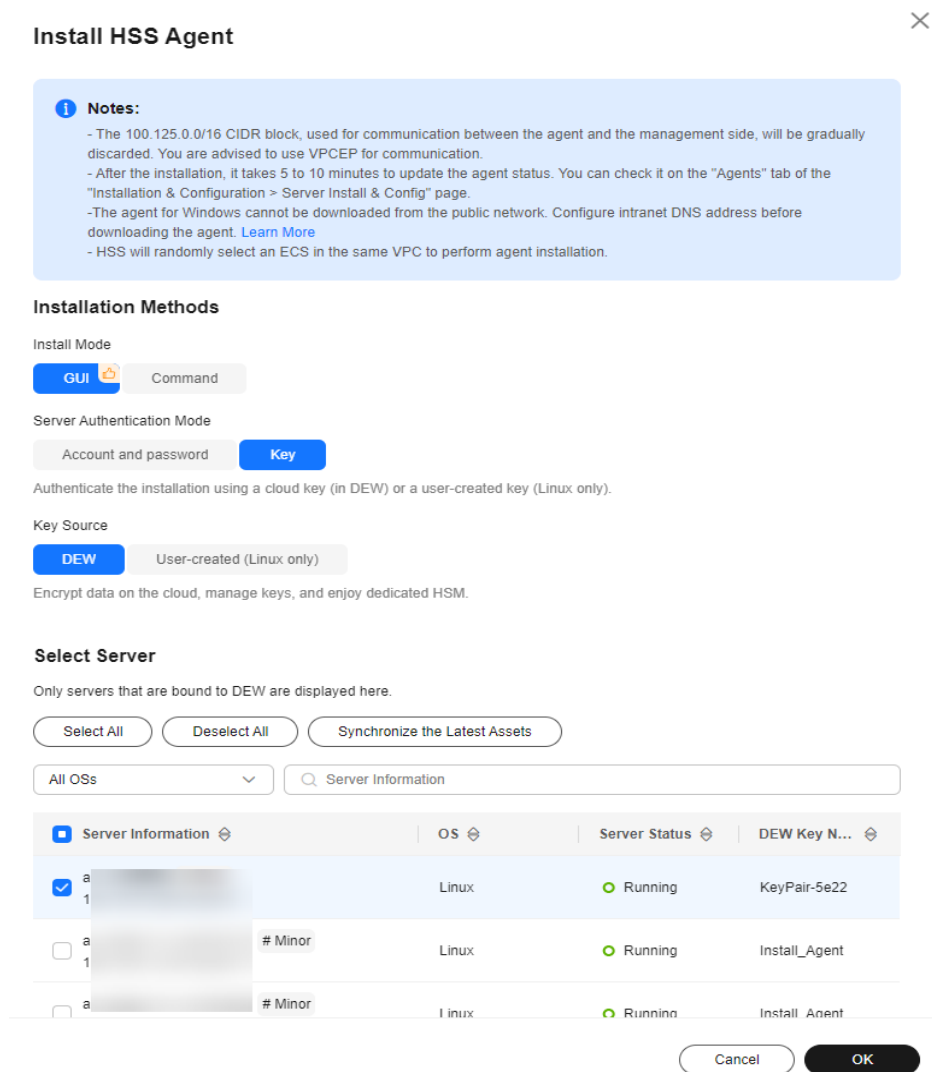 Install HSS Agent
Notes:
- The 100.125.0.0/16 CIDR block, used for communication between the agent and the management side, will be gradually
discarded. You are advised to use VPCEP for communication.
- After the installation, it takes 5 to 10 minutes to update the agent status. You can check it on the "Agents" tab of the
"Installation & Configuration > Server Install & Config" page.
-The agent for Windows cannot be downloaded from the public network. Configure intranet DNS address before
downloading the agent. Learn More
- HSS will randomly select an ECS in the same VPC to perform agent installation.
Installation Methods
Install Mode
GUI Command
Server Authentication Mode
Account and password Key
Authenticate the installation using a cloud key (in DEW) or a user-created key (Linux only).
Key Source
DEW User-created (Linux only)
Encrypt data on the cloud, manage keys, and enjoy dedicated HSM.
Select Server
Only servers that are bound to DEW are displayed here.
Select All Deselect All Synchronize the Latest Assets
All OSs Server Information
Server Information OS Server Status DEW Key N...
a
1
Linux Running KeyPair-5e22
a # Minor
1
Linux Running Install_Agent
a # Minor
Linux Running Install_Agent
Cancel OK